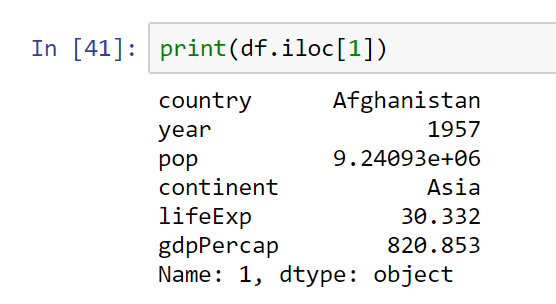 In [41]: print(df.iloc[1])
country Afghanistan
year 1957
pop 9.24093e+06
continent Asia
lifeExp 30.332
gdpPercap 820.853
Name: 1, dtype: object